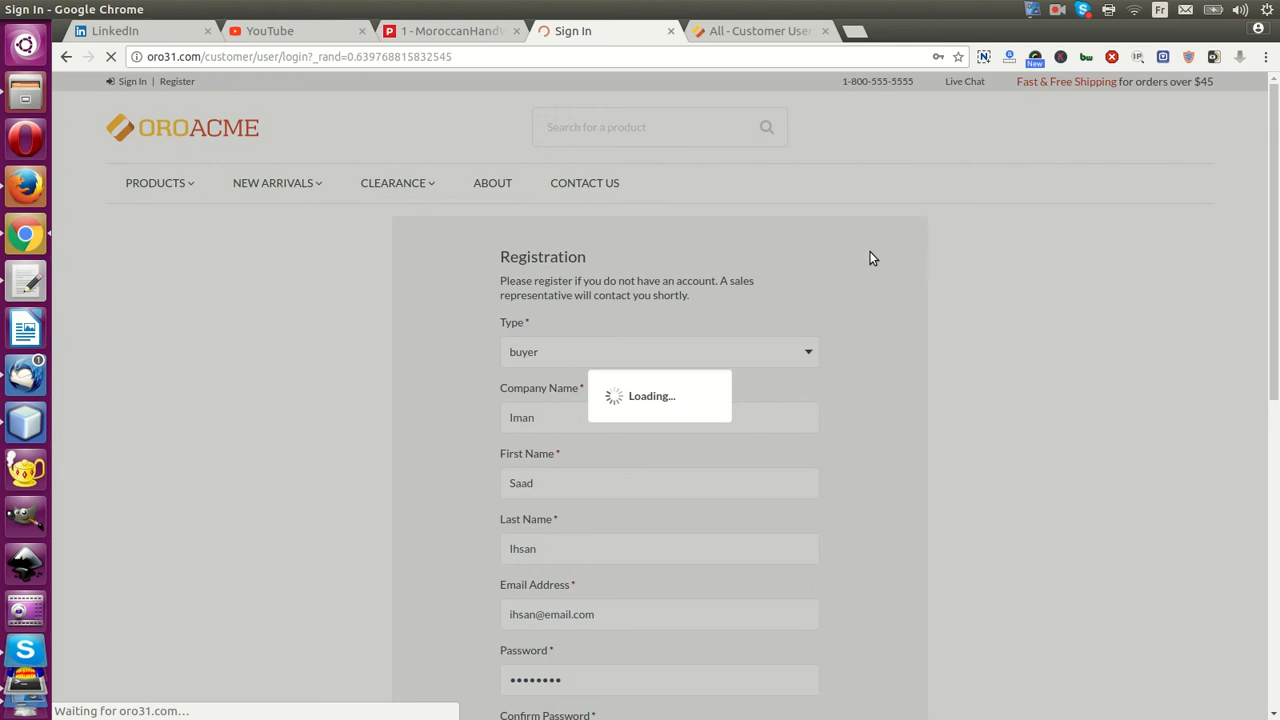 Sign In - Google Chrome
Fr
LinkedIn
YouTube
1 - MoroccanHandW
Sign In
All - Customer User
oro31.com/customer/user/login?_rand=0.639768815832545
New
Sign In | Register
1-800-555-5555
Live Chat
Fast & Free Shipping for orders over $45
OROACME
Search for a product
PRODUCTS
NEW ARRIVALS
CLEARANCE
ABOUT
CONTACT US
Registration
Please register if you do not have an account. A sales
representative will contact you shortly.
Type *
buyer
Company Name *
Loading...
Iman
First Name *
Saad
Last Name *
Ihsan
Email Address *
ihsan@email.com
Password *
••••••••
Confirm Password *
Waiting for oro31.com...